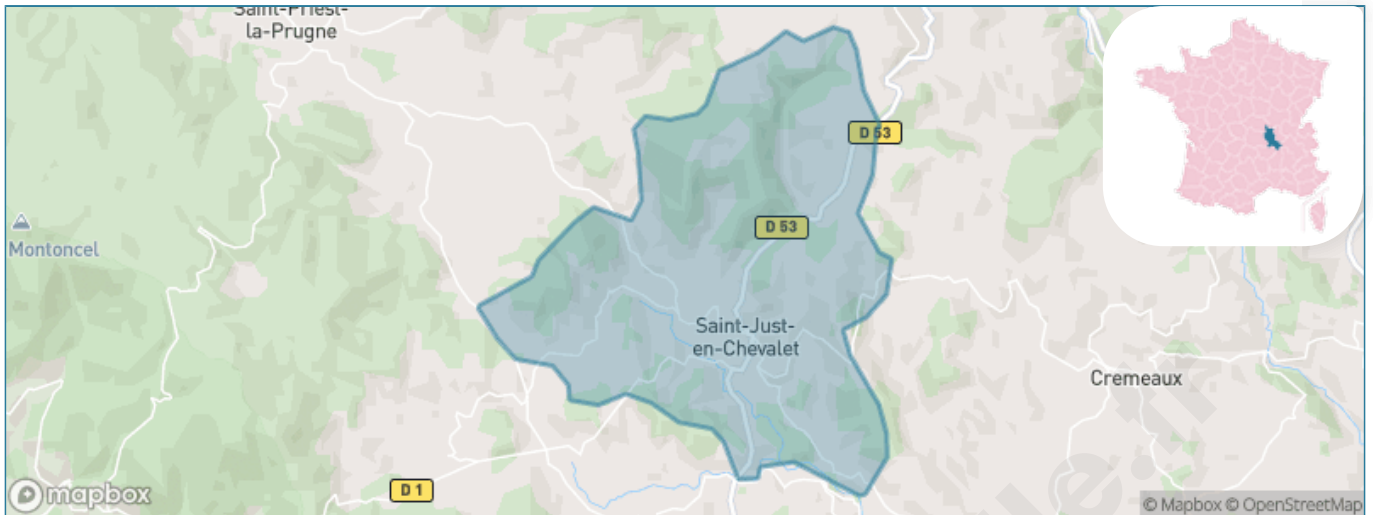 Saint-Priest-
la-Prugne
D 53
D 53
Montoncel
Saint-Just-
en-Chevalet
Cremeaux
D 1
mapbox
© Mapbox © OpenStreetMap